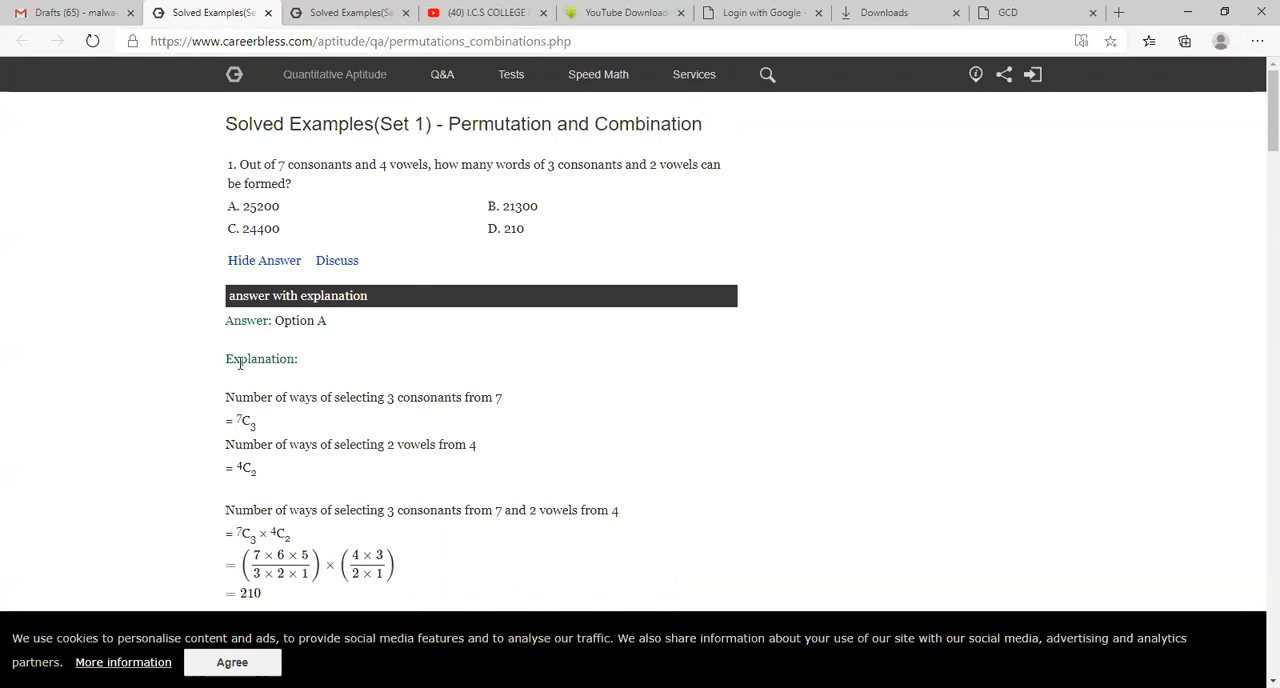 Drafts (65) - malwa
Solved Examples(Se
Solved Examples(Se
(40) I.C.S COLLEGE
YouTube Download
Login with Google -
Downloads
GCD
https://www.careerbless.com/aptitude/qa/permutations_combinations.php
Quantitative Aptitude Q&A Tests Speed Math Services
Solved Examples(Set 1) - Permutation and Combination
1. Out of 7 consonants and 4 vowels, how many words of 3 consonants and 2 vowels can
be formed?
A. 25200 B. 21300
C. 24400 D. 210
Hide Answer Discuss
answer with explanation
Answer: Option A
Explanation:
Number of ways of selecting 3 consonants from 7
= ⁷C₃
Number of ways of selecting 2 vowels from 4
= ⁴C₂
Number of ways of selecting 3 consonants from 7 and 2 vowels from 4
= ⁷C₃ × ⁴C₂
= (7 × 6 × 5 / 3 × 2 × 1) × (4 × 3 / 2 × 1)
= 210
We use cookies to personalise content and ads, to provide social media features and to analyse our traffic. We also share information about your use of our site with our social media, advertising and analytics
partners. More information Agree